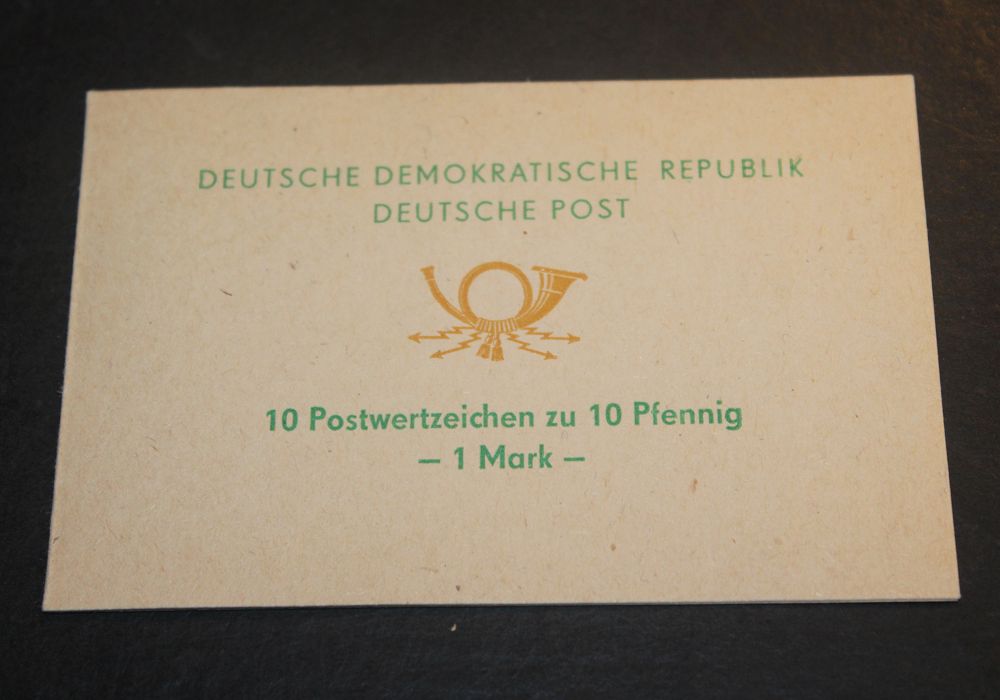 DEUTSCHE DEMOKRATISCHE REPUBLIK
DEUTSCHE POST
10 Postwertzeichen zu 10 Pfennig
– 1 Mark –